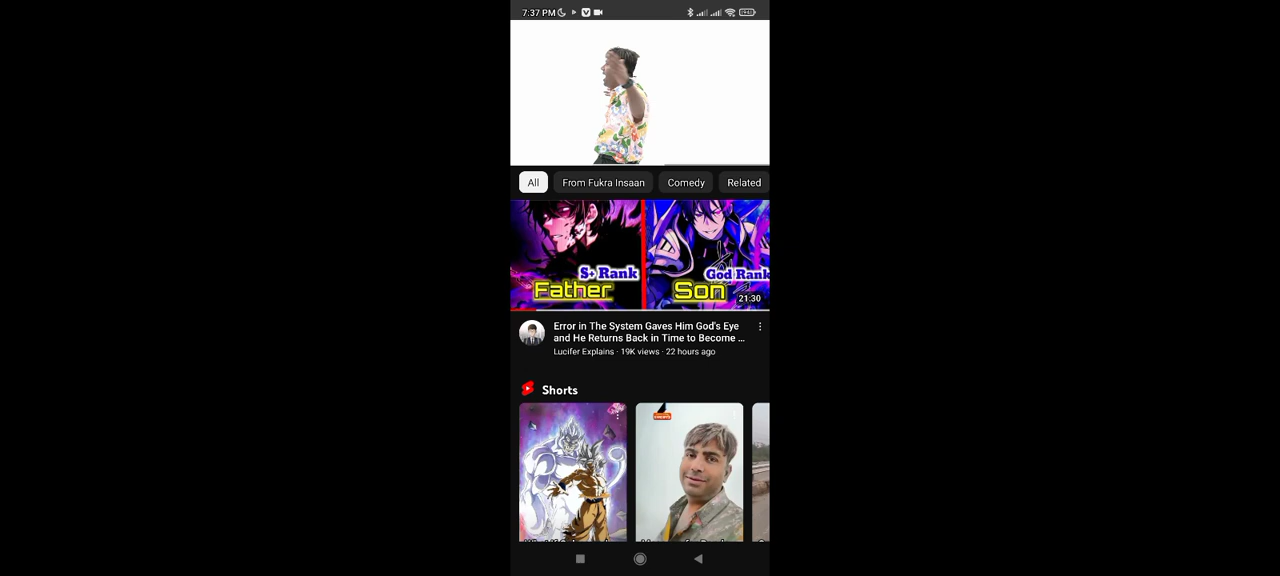 7:37 PM
All
From Fukra Insaan
Comedy
Related
S+ Rank
Father
God Rank
Son
21:30
Error in The System Gaves Him God's Eye
and He Returns Back in Time to Become ...
Lucifer Explains · 19K views · 22 hours ago
Shorts